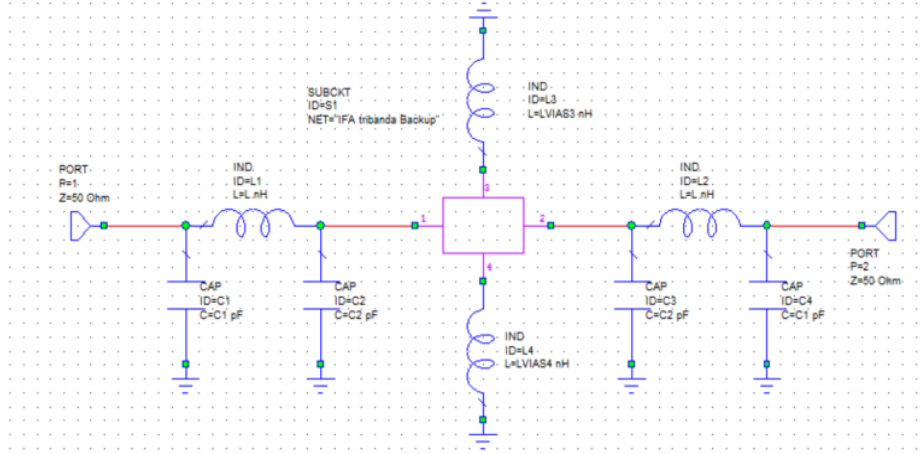 SUBCKT
ID=S1
NET="IFA tribanda Backup"
IND
ID=L3
L=LVIAS3 nH
PORT
P=1
Z=50 Ohm
IND
ID=L1
L=L nH
3
1
2
4
IND
ID=L2
L=L nH
PORT
P=2
Z=50 Ohm
CAP
ID=C1
C=C1 pF
CAP
ID=C2
C=C2 pF
IND
ID=L4
L=LVIAS4 nH
CAP
ID=C3
C=C2 pF
CAP
ID=C4
C=C1 pF